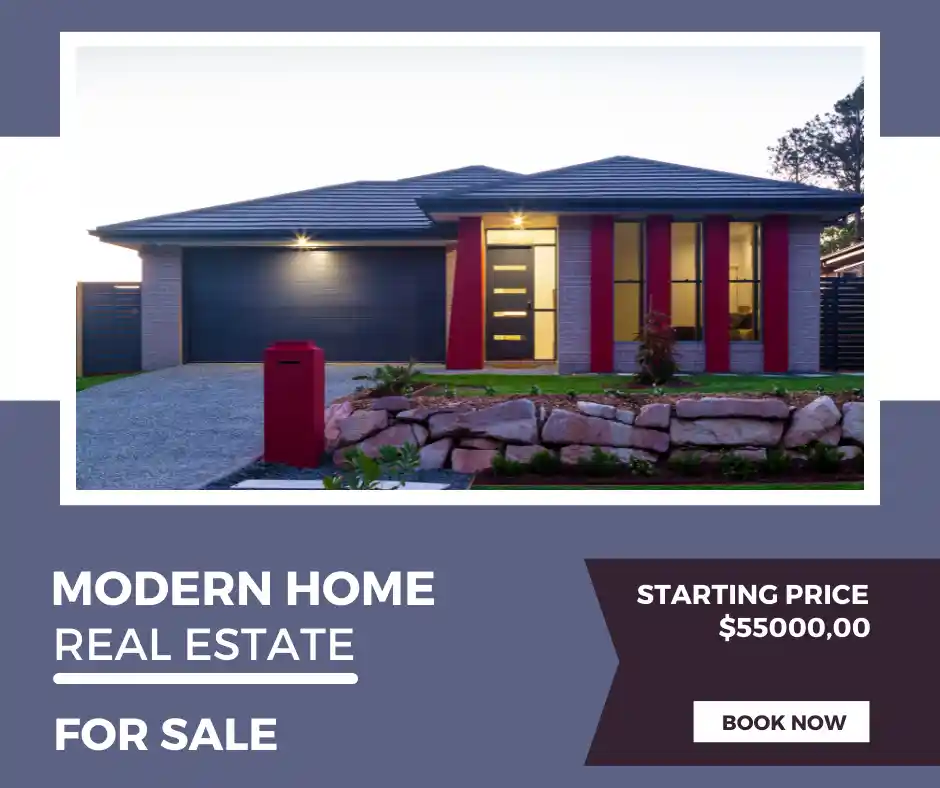 MODERN HOME
REAL ESTATE
FOR SALE
STARTING PRICE
$55000,00
BOOK NOW